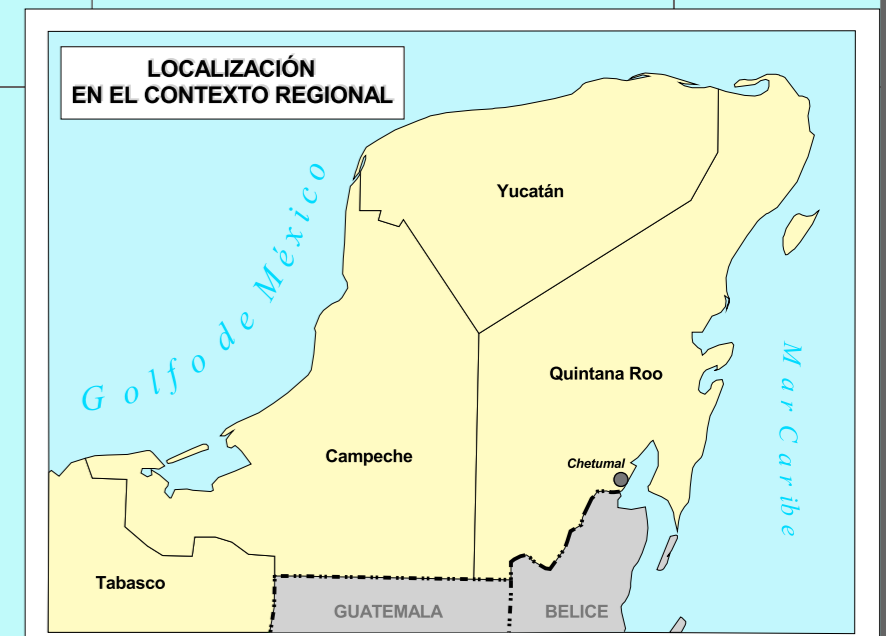 LOCALIZACIÓN
EN EL CONTEXTO REGIONAL
Yucatán
Golfo de México
Mar Caribe
Quintana Roo
Campeche
Chetumal
Tabasco
GUATEMALA
BELICE